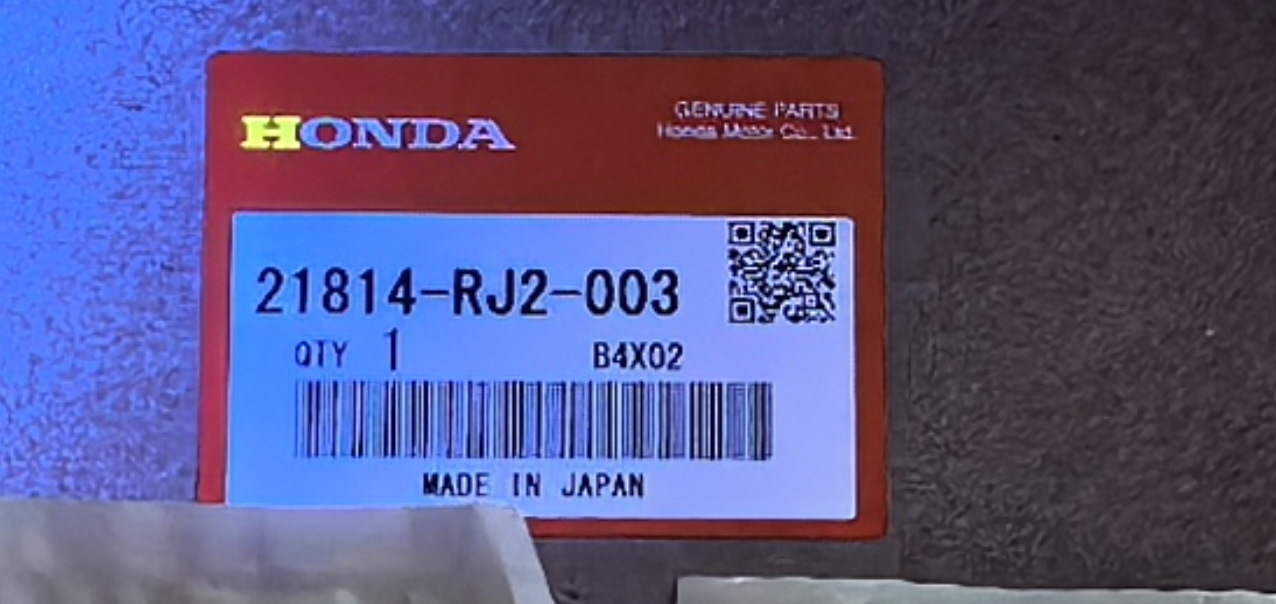 HONDA
GENUINE PARTS
Honda Motor Co., Ltd.
21814-RJ2-003
QTY 1 B4X02
MADE IN JAPAN